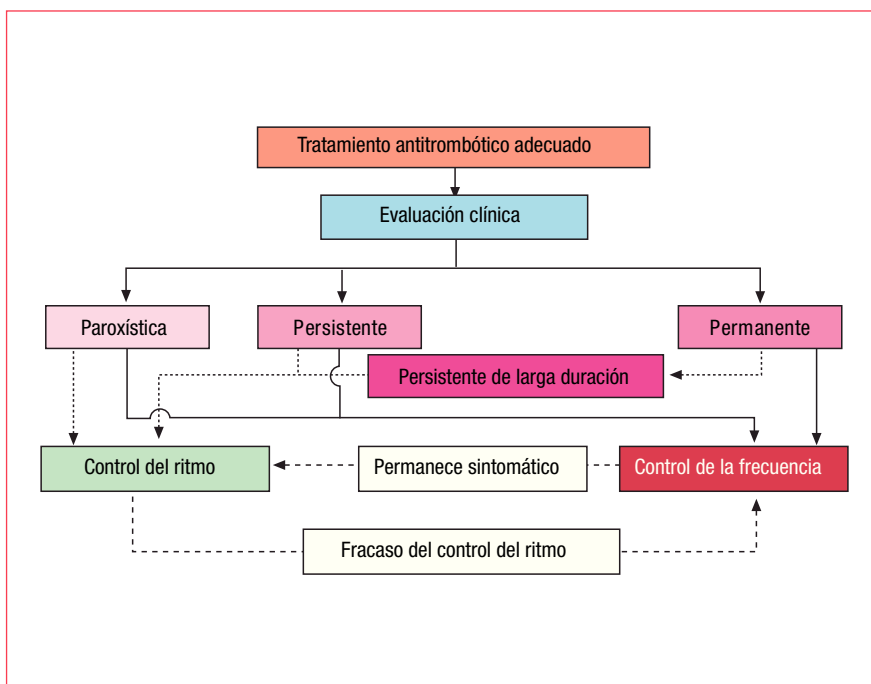 Tratamiento antitrombótico adecuado
Evaluación clínica
Paroxística
Persistente
Permanente
Persistente de larga duración
Control del ritmo
Permanece sintomático
Control de la frecuencia
Fracaso del control del ritmo